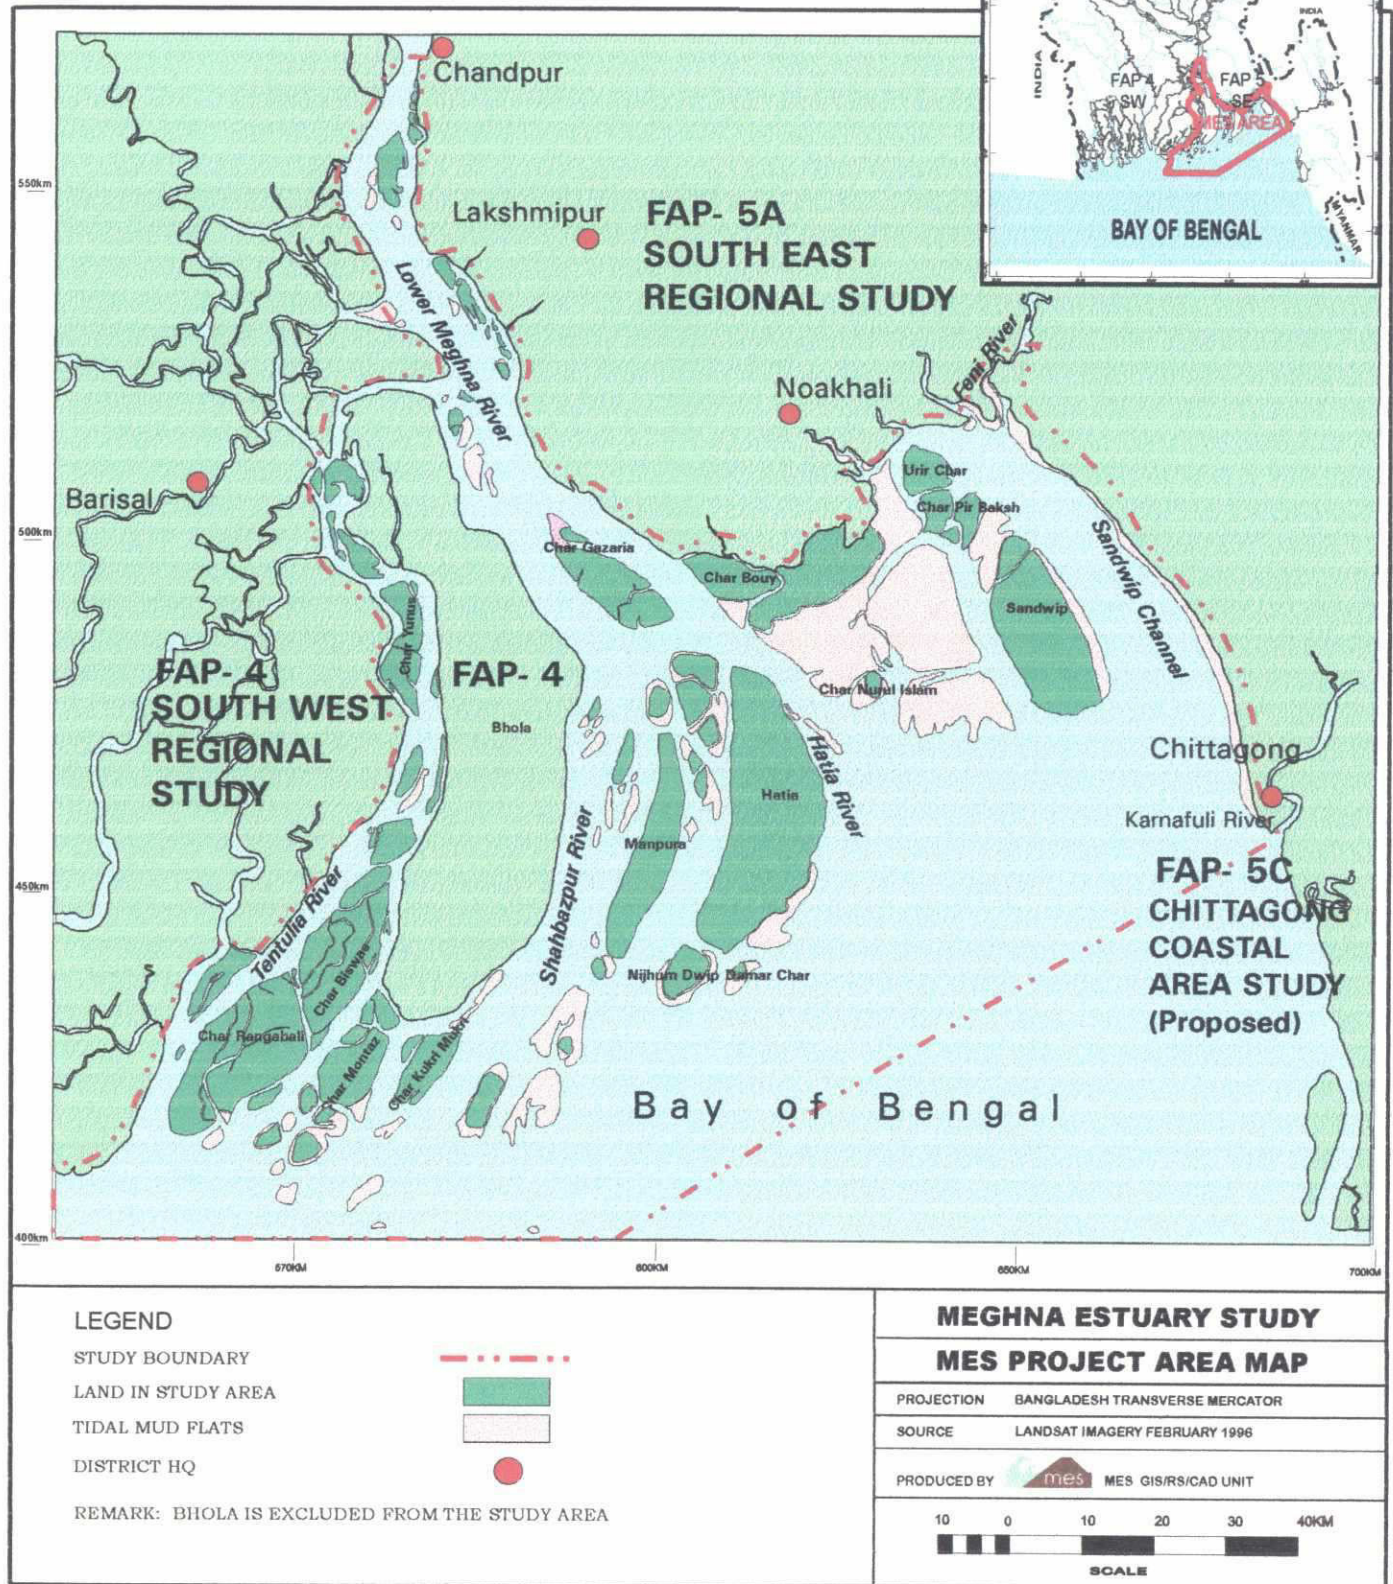 INDIA
INDIA
FAP 4
SW
FAP 5
SE
MES AREA
MYANMAR
BAY OF BENGAL
Chandpur
550km
Lakshmipur
FAP- 5A
SOUTH EAST
REGIONAL STUDY
Lower Meghna River
Feni River
Noakhali
Barisal
Urir Char
Char Pir Baksh
500km
Char Gazaria
Sandwip Channel
Char Bouy
Sandwip
Char Yunus
FAP- 4
SOUTH WEST
REGIONAL
STUDY
FAP- 4
Bhola
Char Nurul Islam
Hatia River
Chittagong
Hatia
Karnafuli River
Manpura
Shahbazpur River
450km
FAP- 5C
CHITTAGONG
COASTAL
AREA STUDY
(Proposed)
Tentulia River
Char Biswas
Nijhum Dwip Damar Char
Char Rangabali
Char Montaz
Char Kukri Mukri
Bay of Bengal
400km
570KM
600KM
650KM
700KM
LEGEND
STUDY BOUNDARY
LAND IN STUDY AREA
TIDAL MUD FLATS
DISTRICT HQ
REMARK: BHOLA IS EXCLUDED FROM THE STUDY AREA
MEGHNA ESTUARY STUDY
MES PROJECT AREA MAP
PROJECTION BANGLADESH TRANSVERSE MERCATOR
SOURCE LANDSAT IMAGERY FEBRUARY 1996
PRODUCED BY mes MES GIS/RS/CAD UNIT
10 0 10 20 30 40KM
SCALE